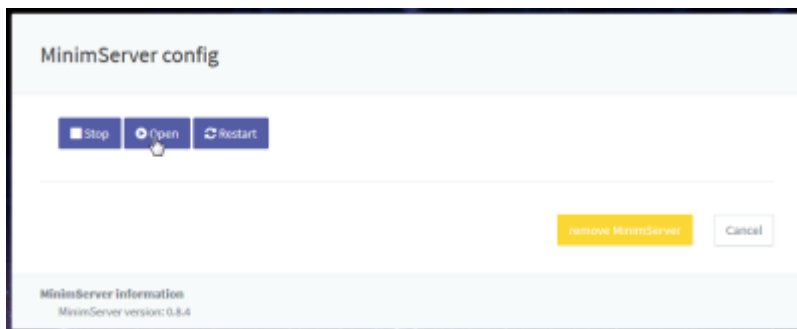 MinimServer config
Stop Open Restart
remove MinimServer Cancel
MinimServer information
MinimServer version: 0.8.4